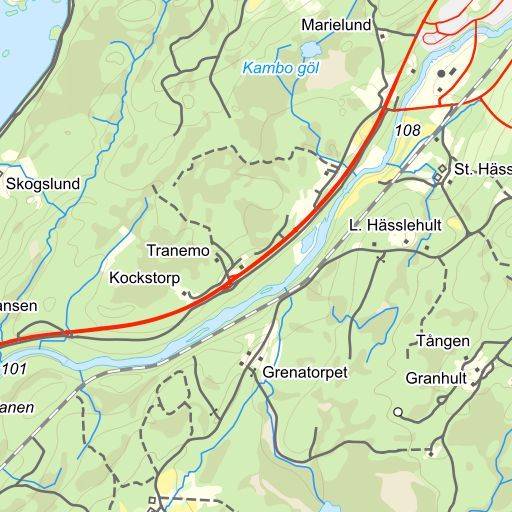 Marielund
Kambo göl
108
St. Häss
Skogslund
L. Hässlehult
Tranemo
Kockstorp
ansen
Tången
101
Grenatorpet
Granhult
anen